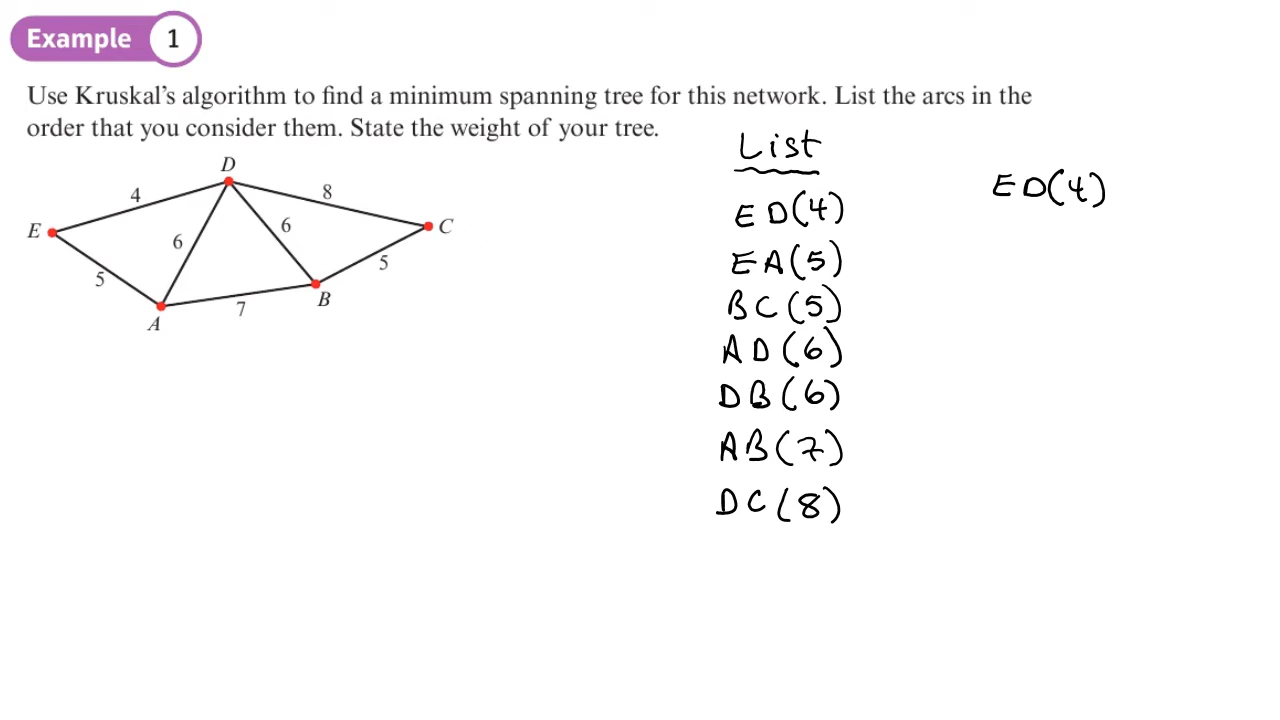 Example 1
Use Kruskal's algorithm to find a minimum spanning tree for this network. List the arcs in the
order that you consider them. State the weight of your tree.
List
D
4
8
ED(4)
ED(4)
E
6
6
C
5
5
EA(5)
A
7
B
BC(5)
AD(6)
DB(6)
AB(7)
DC(8)